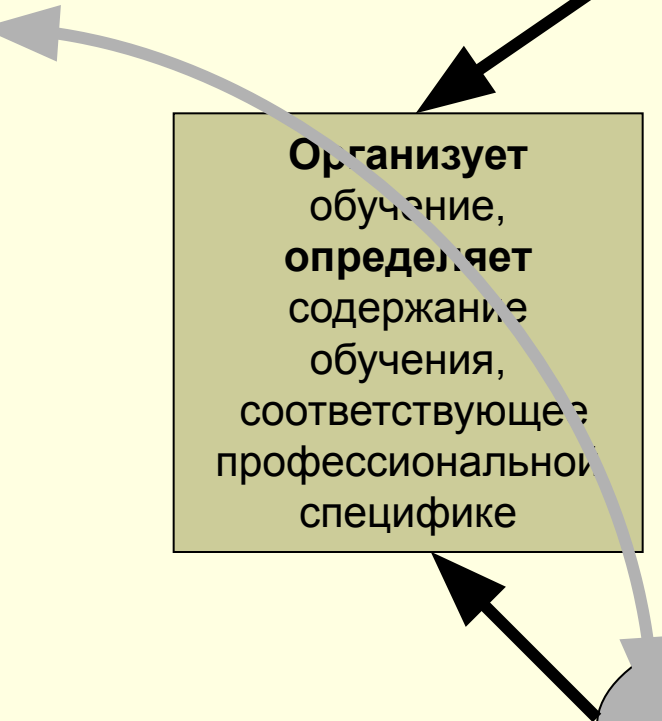 Организует
обучение,
определяет
содержание
обучения,
соответствующее
профессиональной
специфике